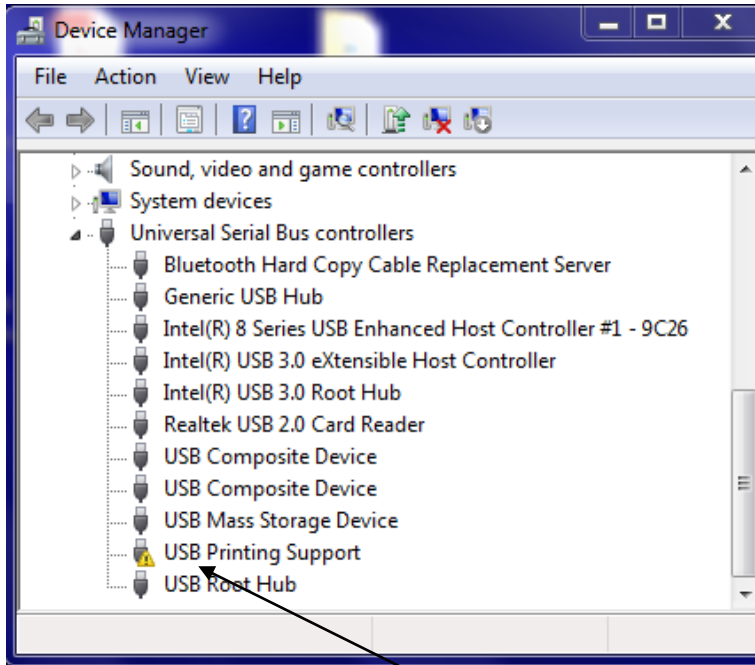 Device Manager
File Action View Help
Sound, video and game controllers
System devices
Universal Serial Bus controllers
Bluetooth Hard Copy Cable Replacement Server
Generic USB Hub
Intel(R) 8 Series USB Enhanced Host Controller #1 - 9C26
Intel(R) USB 3.0 eXtensible Host Controller
Intel(R) USB 3.0 Root Hub
Realtek USB 2.0 Card Reader
USB Composite Device
USB Composite Device
USB Mass Storage Device
USB Printing Support
USB Root Hub